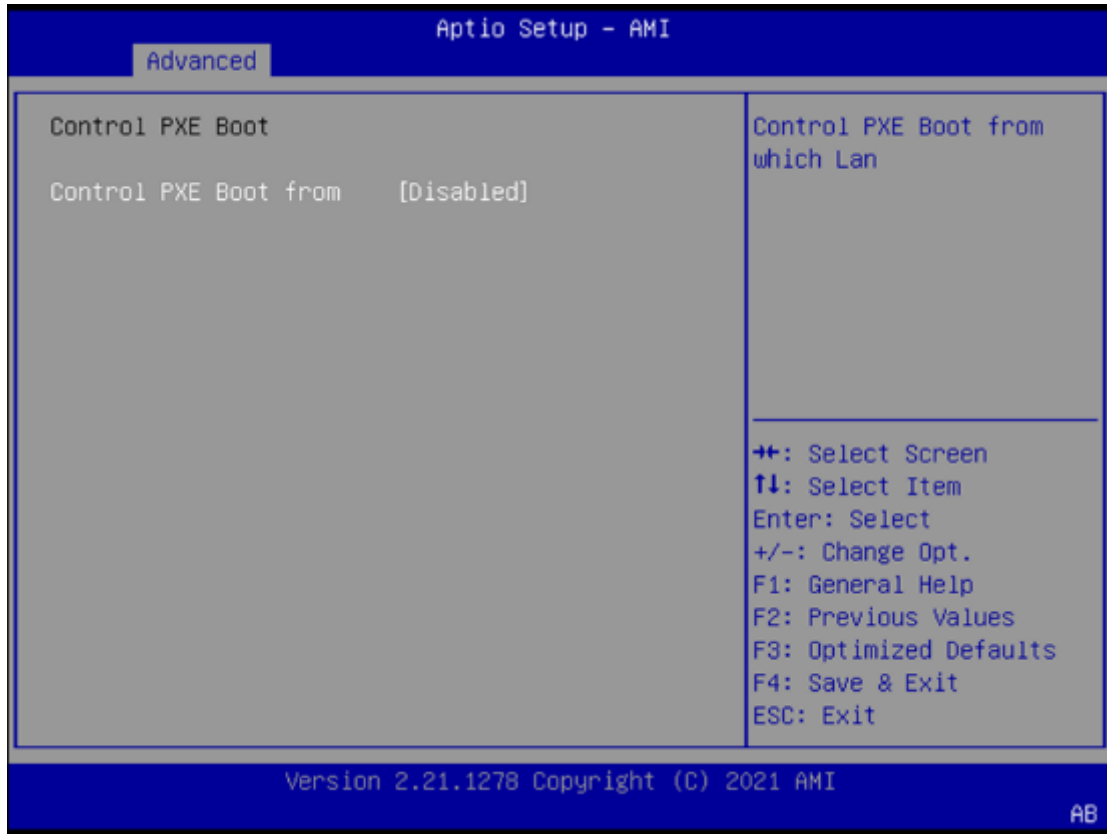 Aptio Setup – AMI
Advanced
Control PXE Boot
Control PXE Boot from [Disabled]
Control PXE Boot from
which Lan
→←: Select Screen
↑↓: Select Item
Enter: Select
+/-: Change Opt.
F1: General Help
F2: Previous Values
F3: Optimized Defaults
F4: Save & Exit
ESC: Exit
Version 2.21.1278 Copyright (C) 2021 AMI
AB